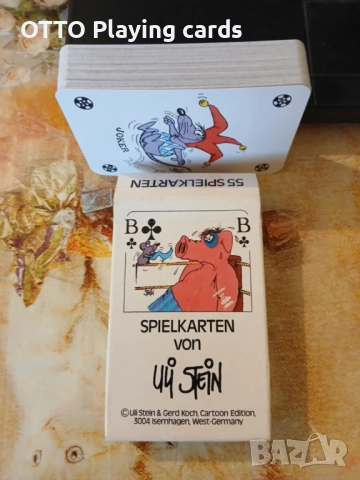 OTTO Playing cards
JOKER
55 SPIELKARTEN
B B
Stein
SPIELKARTEN
von
Uli Stein
© Uli Stein & Gerd Koch, Cartoon Edition,
3004 Isernhagen, West-Germany
BAZAR